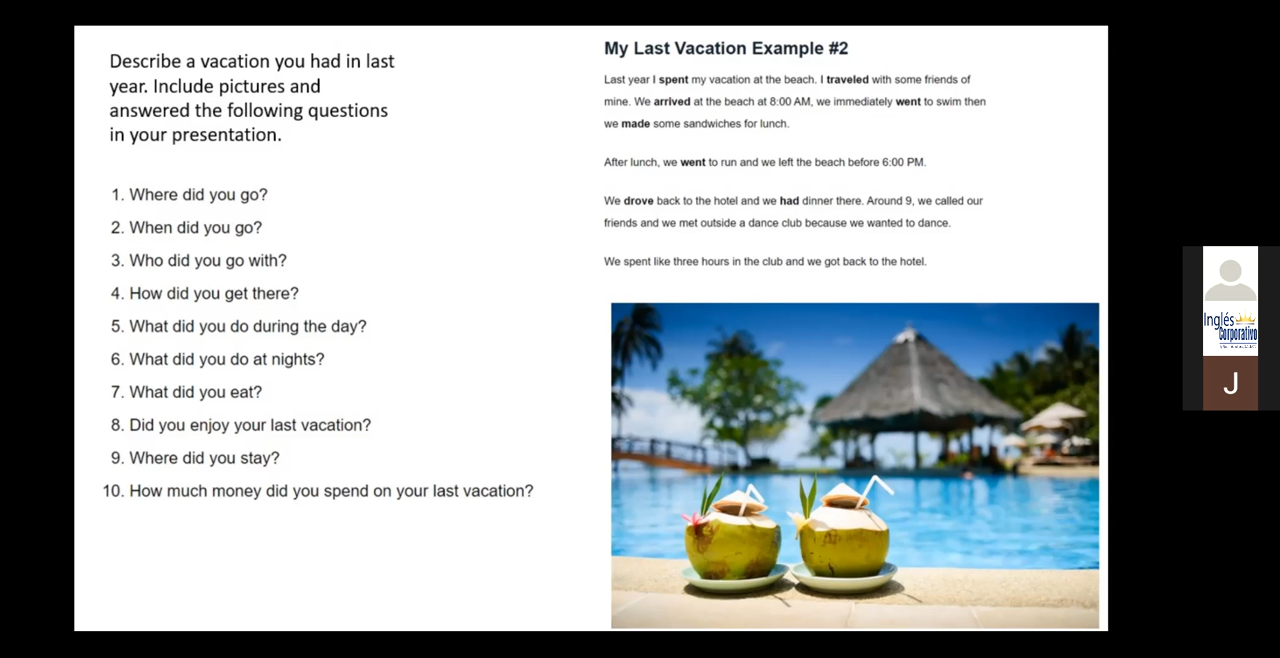 Describe a vacation you had in last
year. Include pictures and
answered the following questions
in your presentation.
1. Where did you go?
2. When did you go?
3. Who did you go with?
4. How did you get there?
5. What did you do during the day?
6. What did you do at nights?
7. What did you eat?
8. Did you enjoy your last vacation?
9. Where did you stay?
10. How much money did you spend on your last vacation?
My Last Vacation Example #2
Last year I spent my vacation at the beach. I traveled with some friends of
mine. We arrived at the beach at 8:00 AM, we immediately went to swim then
we made some sandwiches for lunch.
After lunch, we went to run and we left the beach before 6:00 PM.
We drove back to the hotel and we had dinner there. Around 9, we called our
friends and we met outside a dance club because we wanted to dance.
We spent like three hours in the club and we got back to the hotel.
Inglés
Corporativo
J